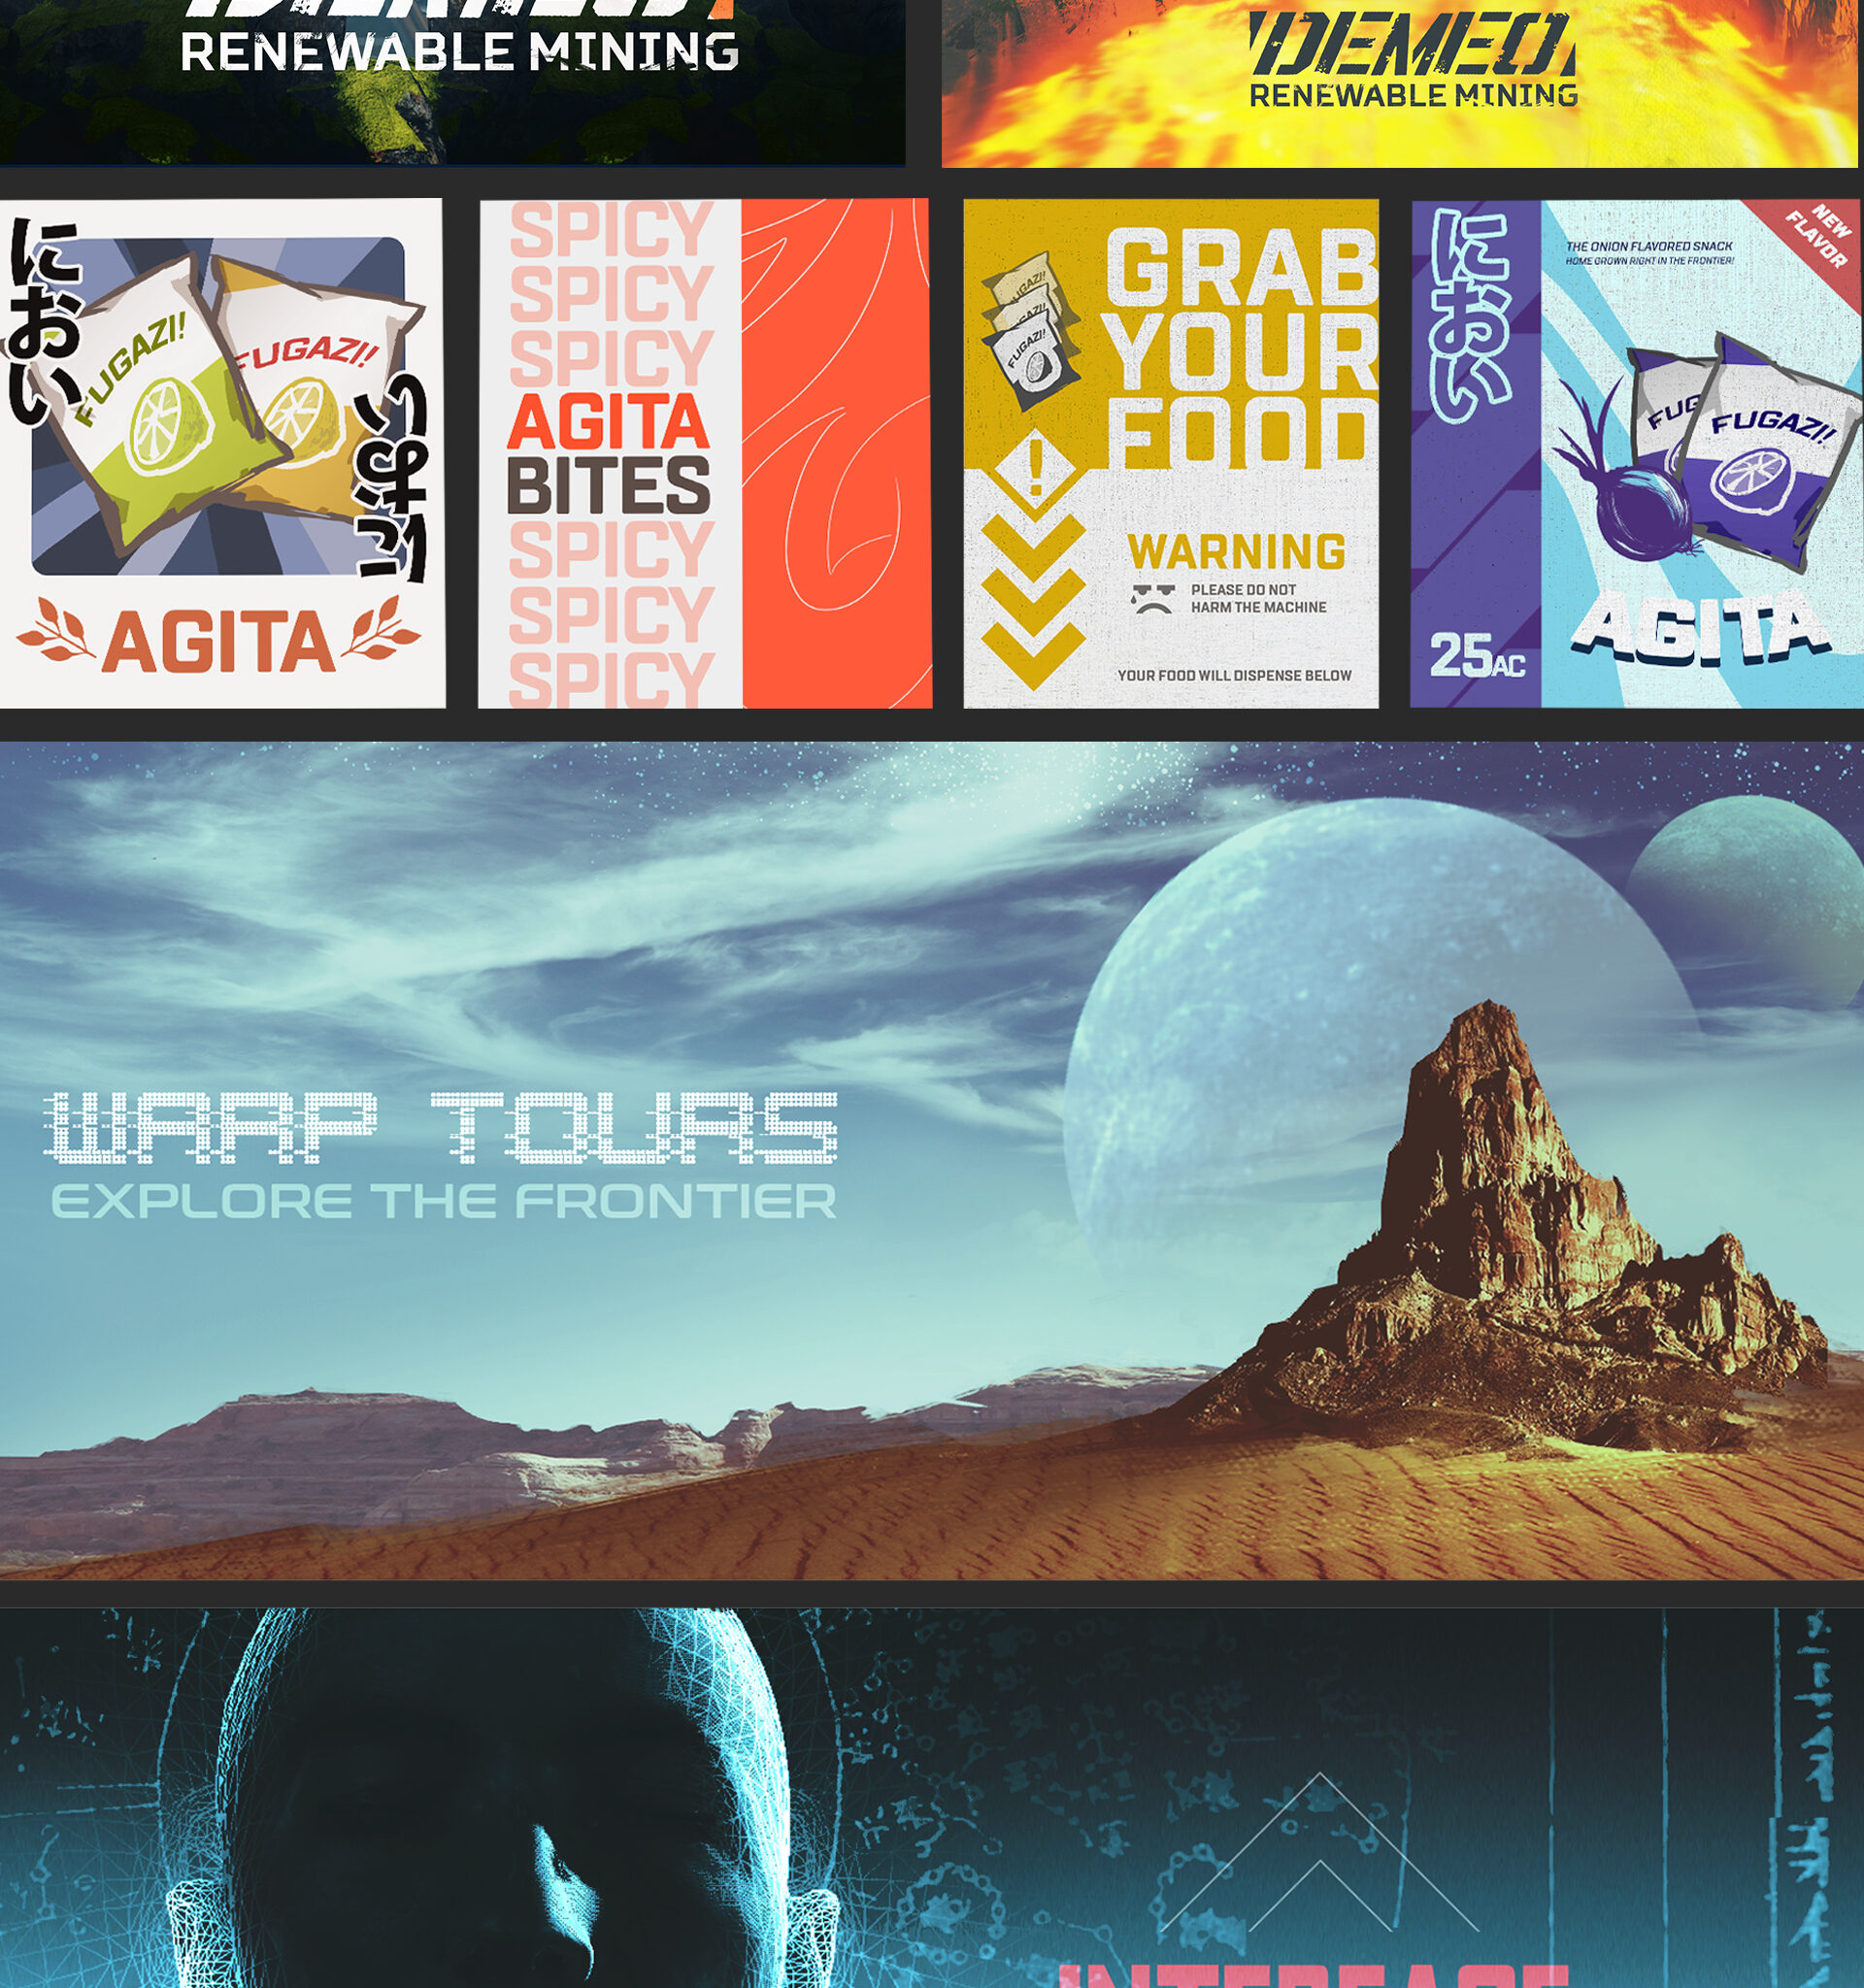 RENEWABLE MINING
DEMEO
RENEWABLE MINING
におい
FUGAZI!
FUGAZI!
AGITA
SPICY
SPICY
SPICY
AGITA
BITES
SPICY
SPICY
SPICY
FUGAZI!
GRAB
YOUR
FOOD
!
WARNING
PLEASE DO NOT
HARM THE MACHINE
YOUR FOOD WILL DISPENSE BELOW
におい
THE ONION FLAVORED SNACK
HOME GROWN RIGHT IN THE FRONTIER!
NEW
FLAVOR
FUGAZI!!
AGITA
25AC
WARP TOURS
EXPLORE THE FRONTIER
INTERFACE